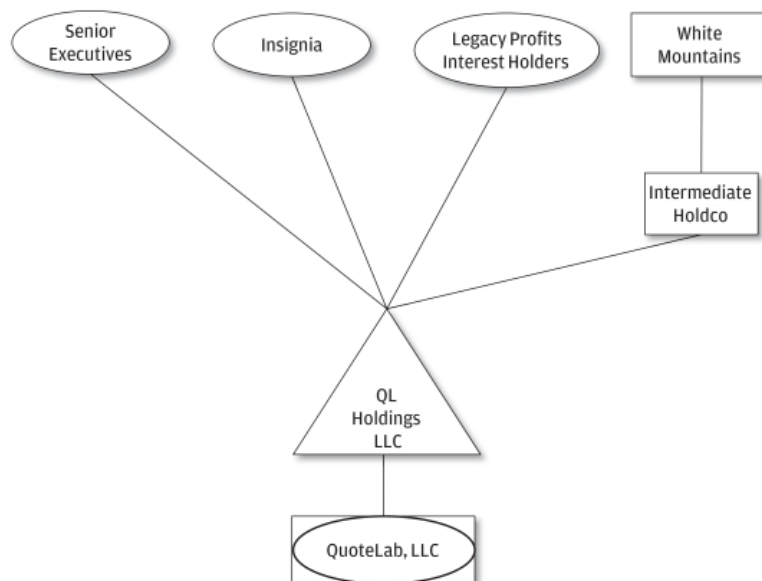 Senior
Executives
Insignia
Legacy Profits
Interest Holders
White
Mountains
Intermediate
Holdco
QL
Holdings
LLC
QuoteLab, LLC